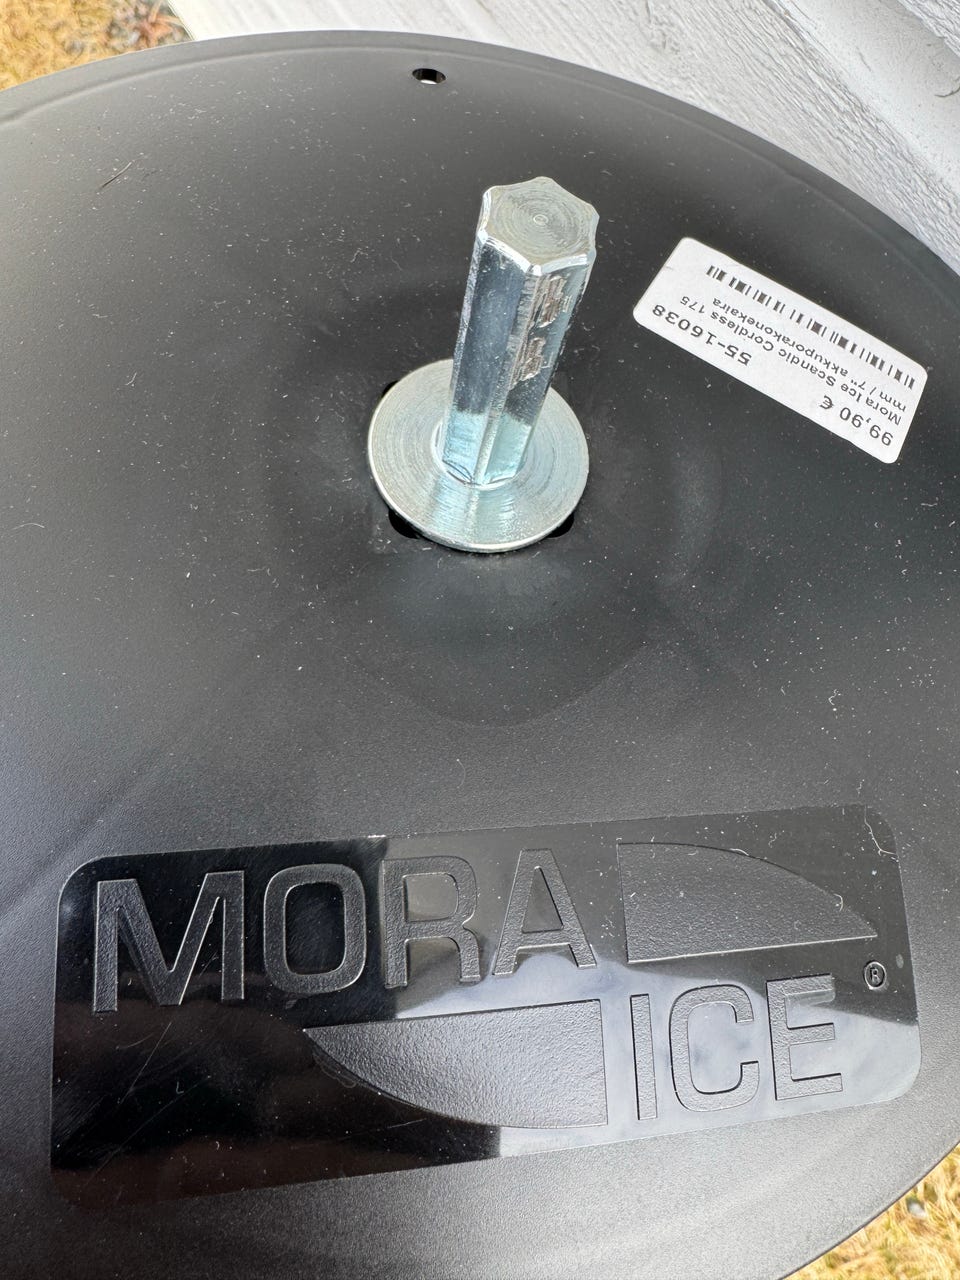 55-16038
Mora Ice Scandic Cordless 175
mm / 7" akkuporakonekaira
99,90 €
MORA
ICE ®